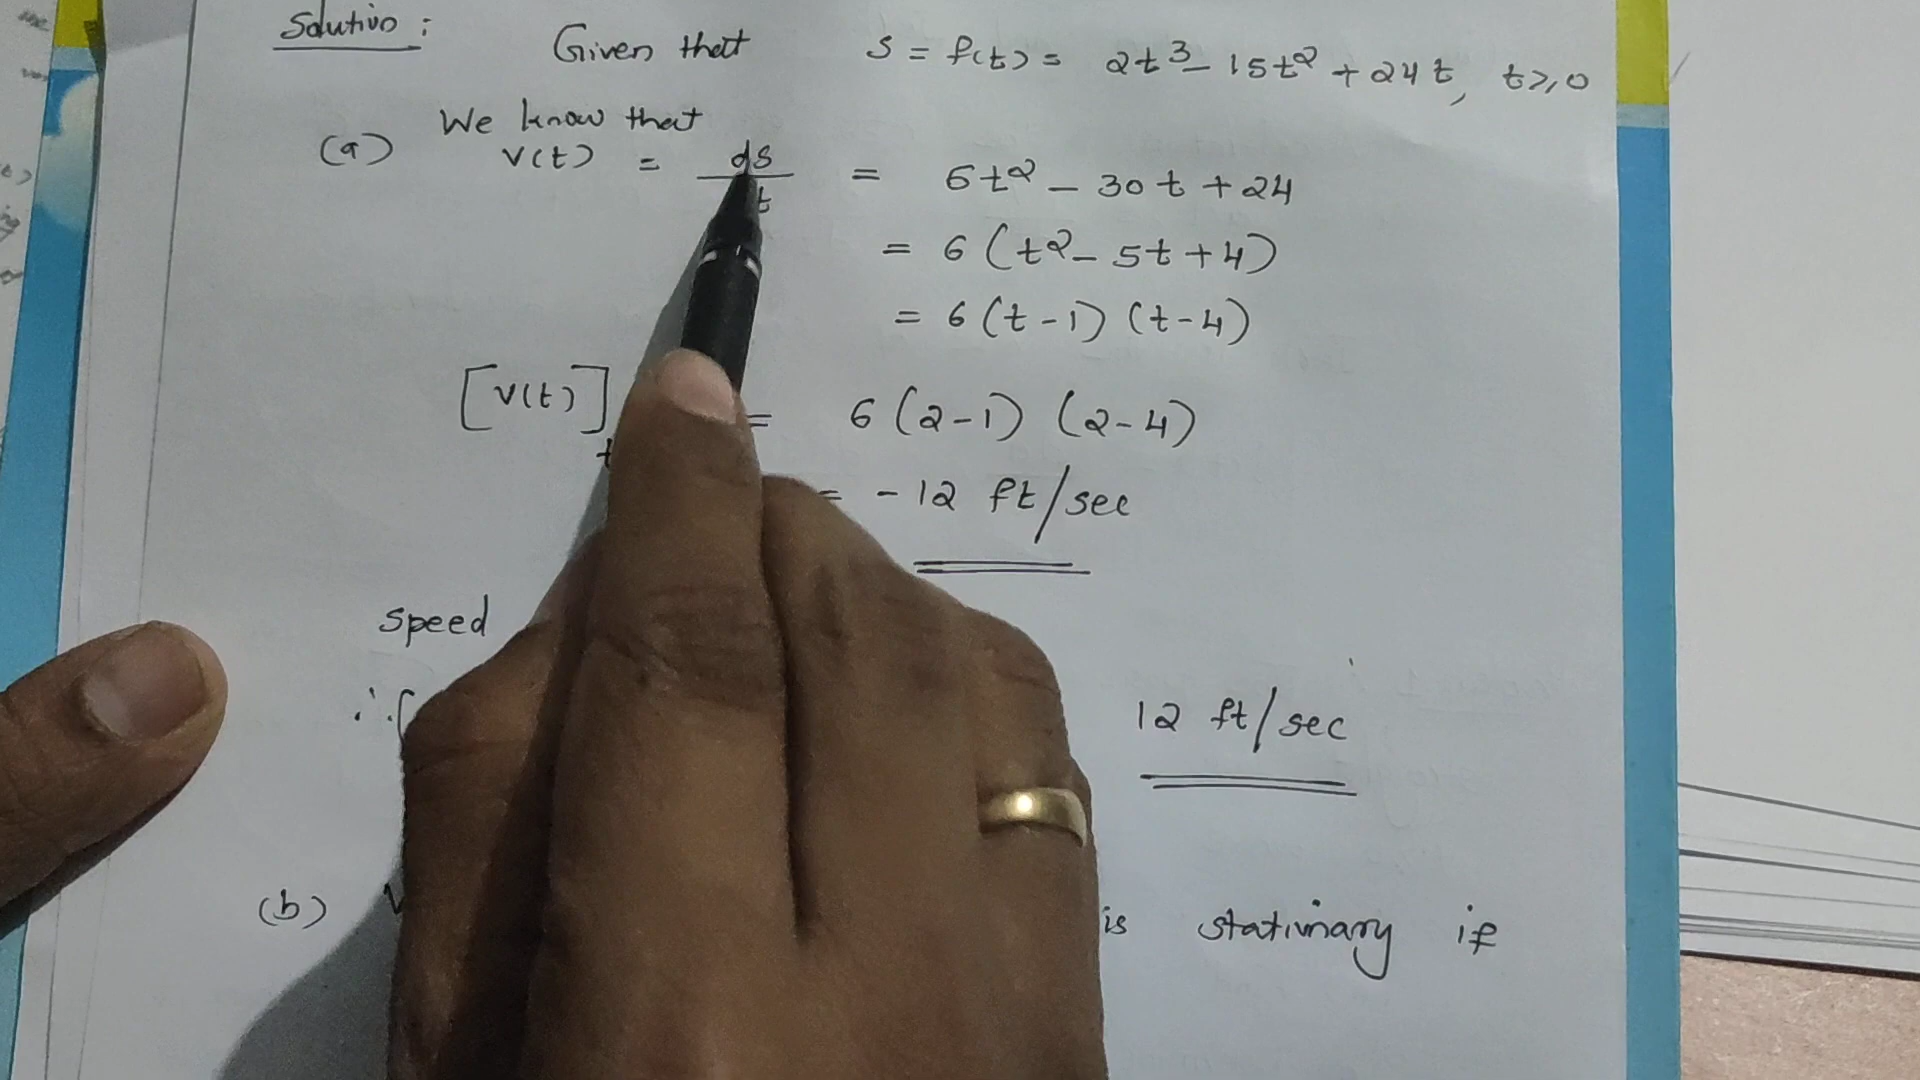 Solution :
Given that s = f(t) = 2t³ - 15t² + 24t, t ≥ 0
(a) We know that
v(t) = ds/t = 6t² - 30t + 24
= 6(t² - 5t + 4)
= 6(t-1)(t-4)
[v(t)] t = 6(2-1)(2-4)
= -12 ft/sec
speed
∴ 12 ft/sec
(b) is stationary if